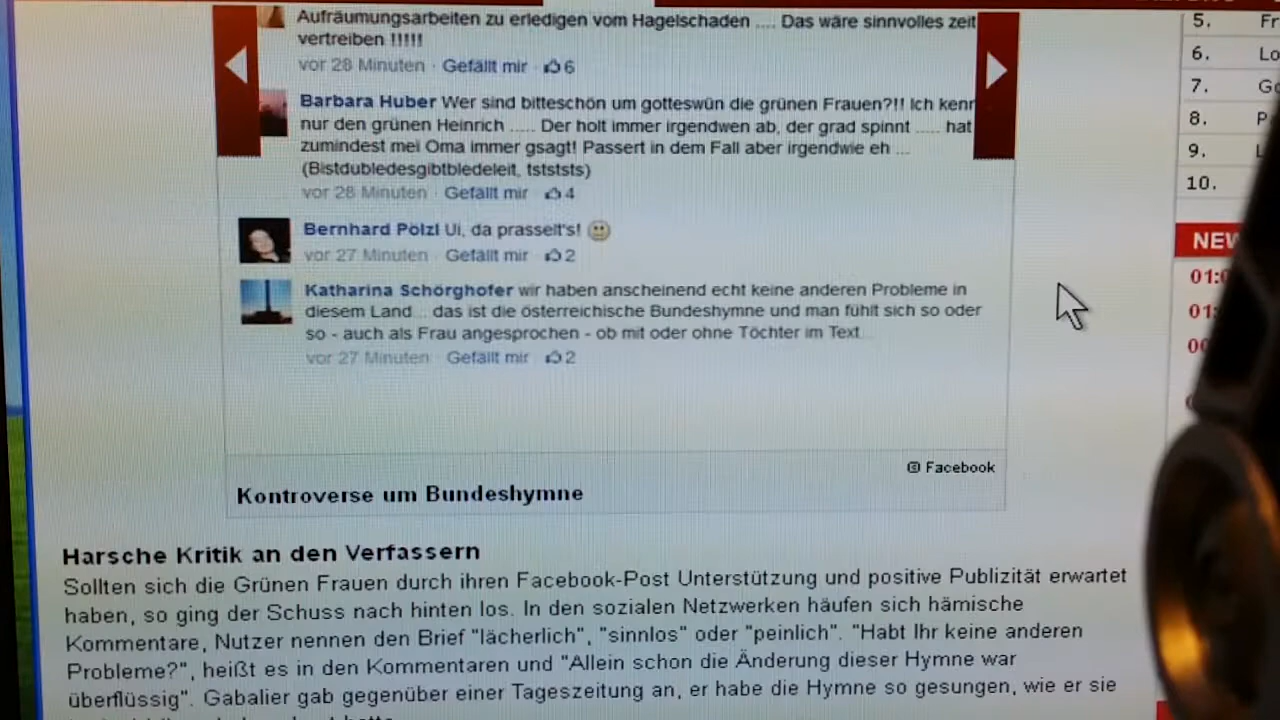 Aufräumungsarbeiten zu erledigen vom Hagelschaden .... Das wäre sinnvolles zeit
vertreiben !!!!!
vor 28 Minuten · Gefällt mir · 6
Barbara Huber Wer sind bitteschön um gotteswün die grünen Frauen?!! Ich kenn
nur den grünen Heinrich ..... Der holt immer irgendwen ab, der grad spinnt ..... hat
zumindest mei Oma immer gsagt! Passert in dem Fall aber irgendwie eh ...
(Bistdubledesgibtbledeleit, tstststs)
vor 28 Minuten · Gefällt mir · 4
Bernhard Pölzl Ui, da prasselt's!
vor 27 Minuten · Gefällt mir · 2
Katharina Schörghofer wir haben anscheinend echt keine anderen Probleme in
diesem Land .. das ist die österreichische Bundeshymne und man fühlt sich so oder
so - auch als Frau angesprochen - ob mit oder ohne Töchter im Text
vor 27 Minuten · Gefällt mir · 2
Facebook
Kontroverse um Bundeshymne
Harsche Kritik an den Verfassern
Sollten sich die Grünen Frauen durch ihren Facebook-Post Unterstützung und positive Publizität erwartet
haben, so ging der Schuss nach hinten los. In den sozialen Netzwerken häufen sich hämische
Kommentare, Nutzer nennen den Brief "lächerlich", "sinnlos" oder "peinlich". "Habt Ihr keine anderen
Probleme?", heißt es in den Kommentaren und "Allein schon die Änderung dieser Hymne war
überflüssig". Gabalier gab gegenüber einer Tageszeitung an, er habe die Hymne so gesungen, wie er sie
5. Fr
6. Lo
7. Go
8.
9.
10.
NEW
01:0
01:
00